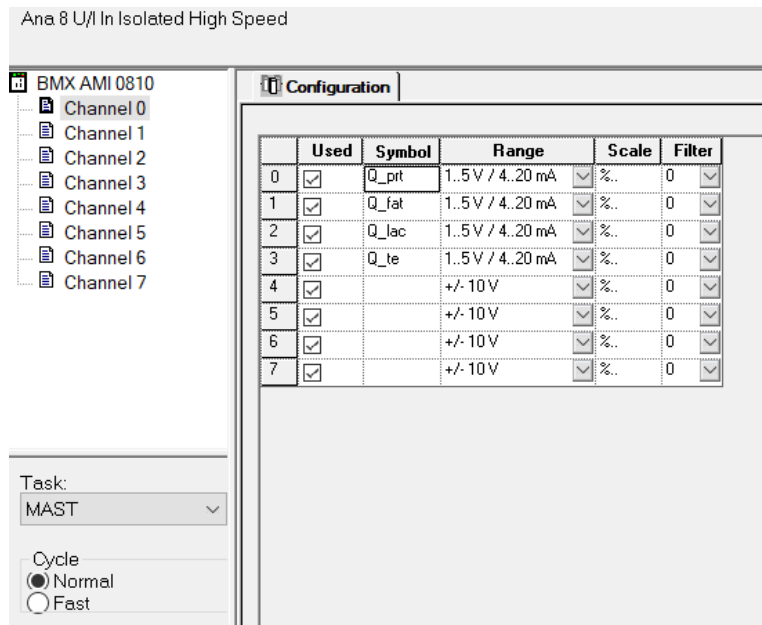 Ana 8 U/I In Isolated High Speed
BMX AMI 0810
Channel 0
Channel 1
Channel 2
Channel 3
Channel 4
Channel 5
Channel 6
Channel 7
Task:
MAST
Cycle
Normal
Fast
Configuration
Used Symbol Range Scale Filter
0 Q_prt 1..5 V / 4..20 mA %.. 0
1 Q_fat 1..5 V / 4..20 mA %.. 0
2 Q_lac 1..5 V / 4..20 mA %.. 0
3 Q_te 1..5 V / 4..20 mA %.. 0
4 +/- 10 V %.. 0
5 +/- 10 V %.. 0
6 +/- 10 V %.. 0
7 +/- 10 V %.. 0